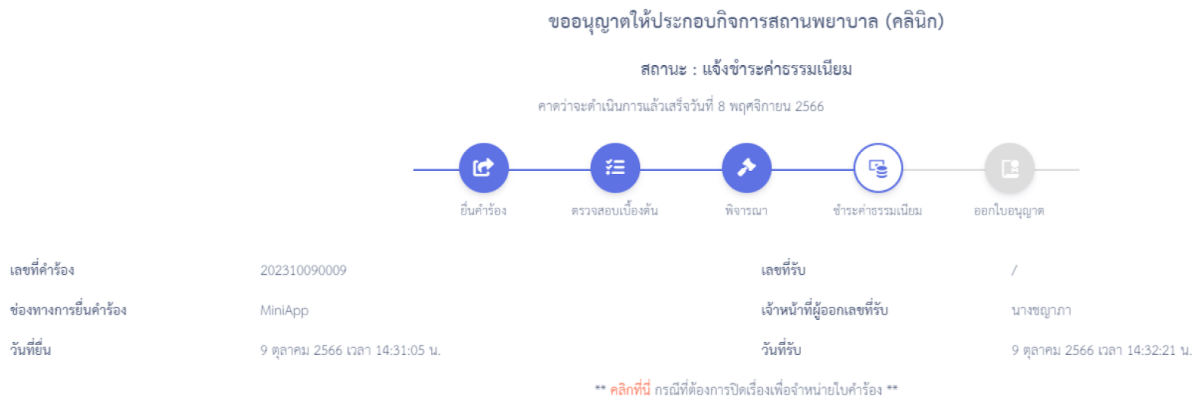 ขออนุญาตให้ประกอบกิจการสถานพยาบาล (คลินิก)
สถานะ : แจ้งชำระค่าธรรมเนียม
คาดว่าจะดำเนินการแล้วเสร็จวันที่ 8 พฤศจิกายน 2566
ยื่นคำร้อง ตรวจสอบเบื้องต้น พิจารณา ชำระค่าธรรมเนียม ออกใบอนุญาต
เลขที่คำร้อง 202310090009 เลขที่รับ /
ช่องทางการยื่นคำร้อง MiniApp เจ้าหน้าที่ผู้ออกเลขที่รับ นางชญาภา
วันที่ยื่น 9 ตุลาคม 2566 เวลา 14:31:05 น. วันที่รับ 9 ตุลาคม 2566 เวลา 14:32:21 น.
** คลิกที่นี่ กรณีที่ต้องการปิดเรื่องเพื่อจำหน่ายใบคำร้อง **